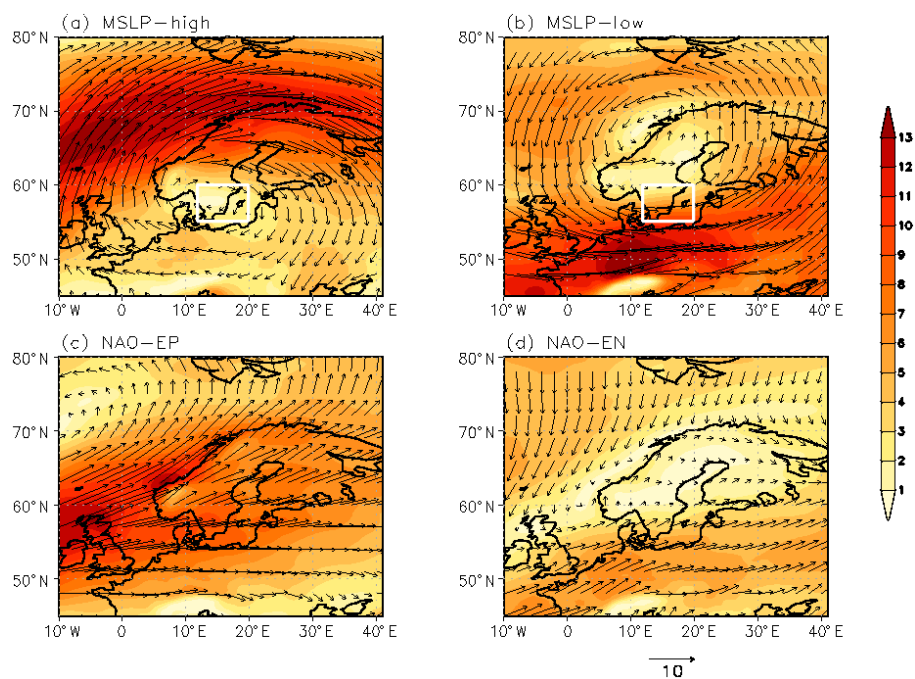 (a) MSLP-high
(b) MSLP-low
80°N
70°N
60°N
50°N
10°W 0 10°E 20°E 30°E 40°E
80°N
70°N
60°N
50°N
10°W 0 10°E 20°E 30°E 40°E
13
12
11
10
9
8
7
6
5
4
3
2
1
(c) NAO-EP
(d) NAO-EN
80°N
70°N
60°N
50°N
10°W 0 10°E 20°E 30°E 40°E
80°N
70°N
60°N
50°N
10°W 0 10°E 20°E 30°E 40°E
10